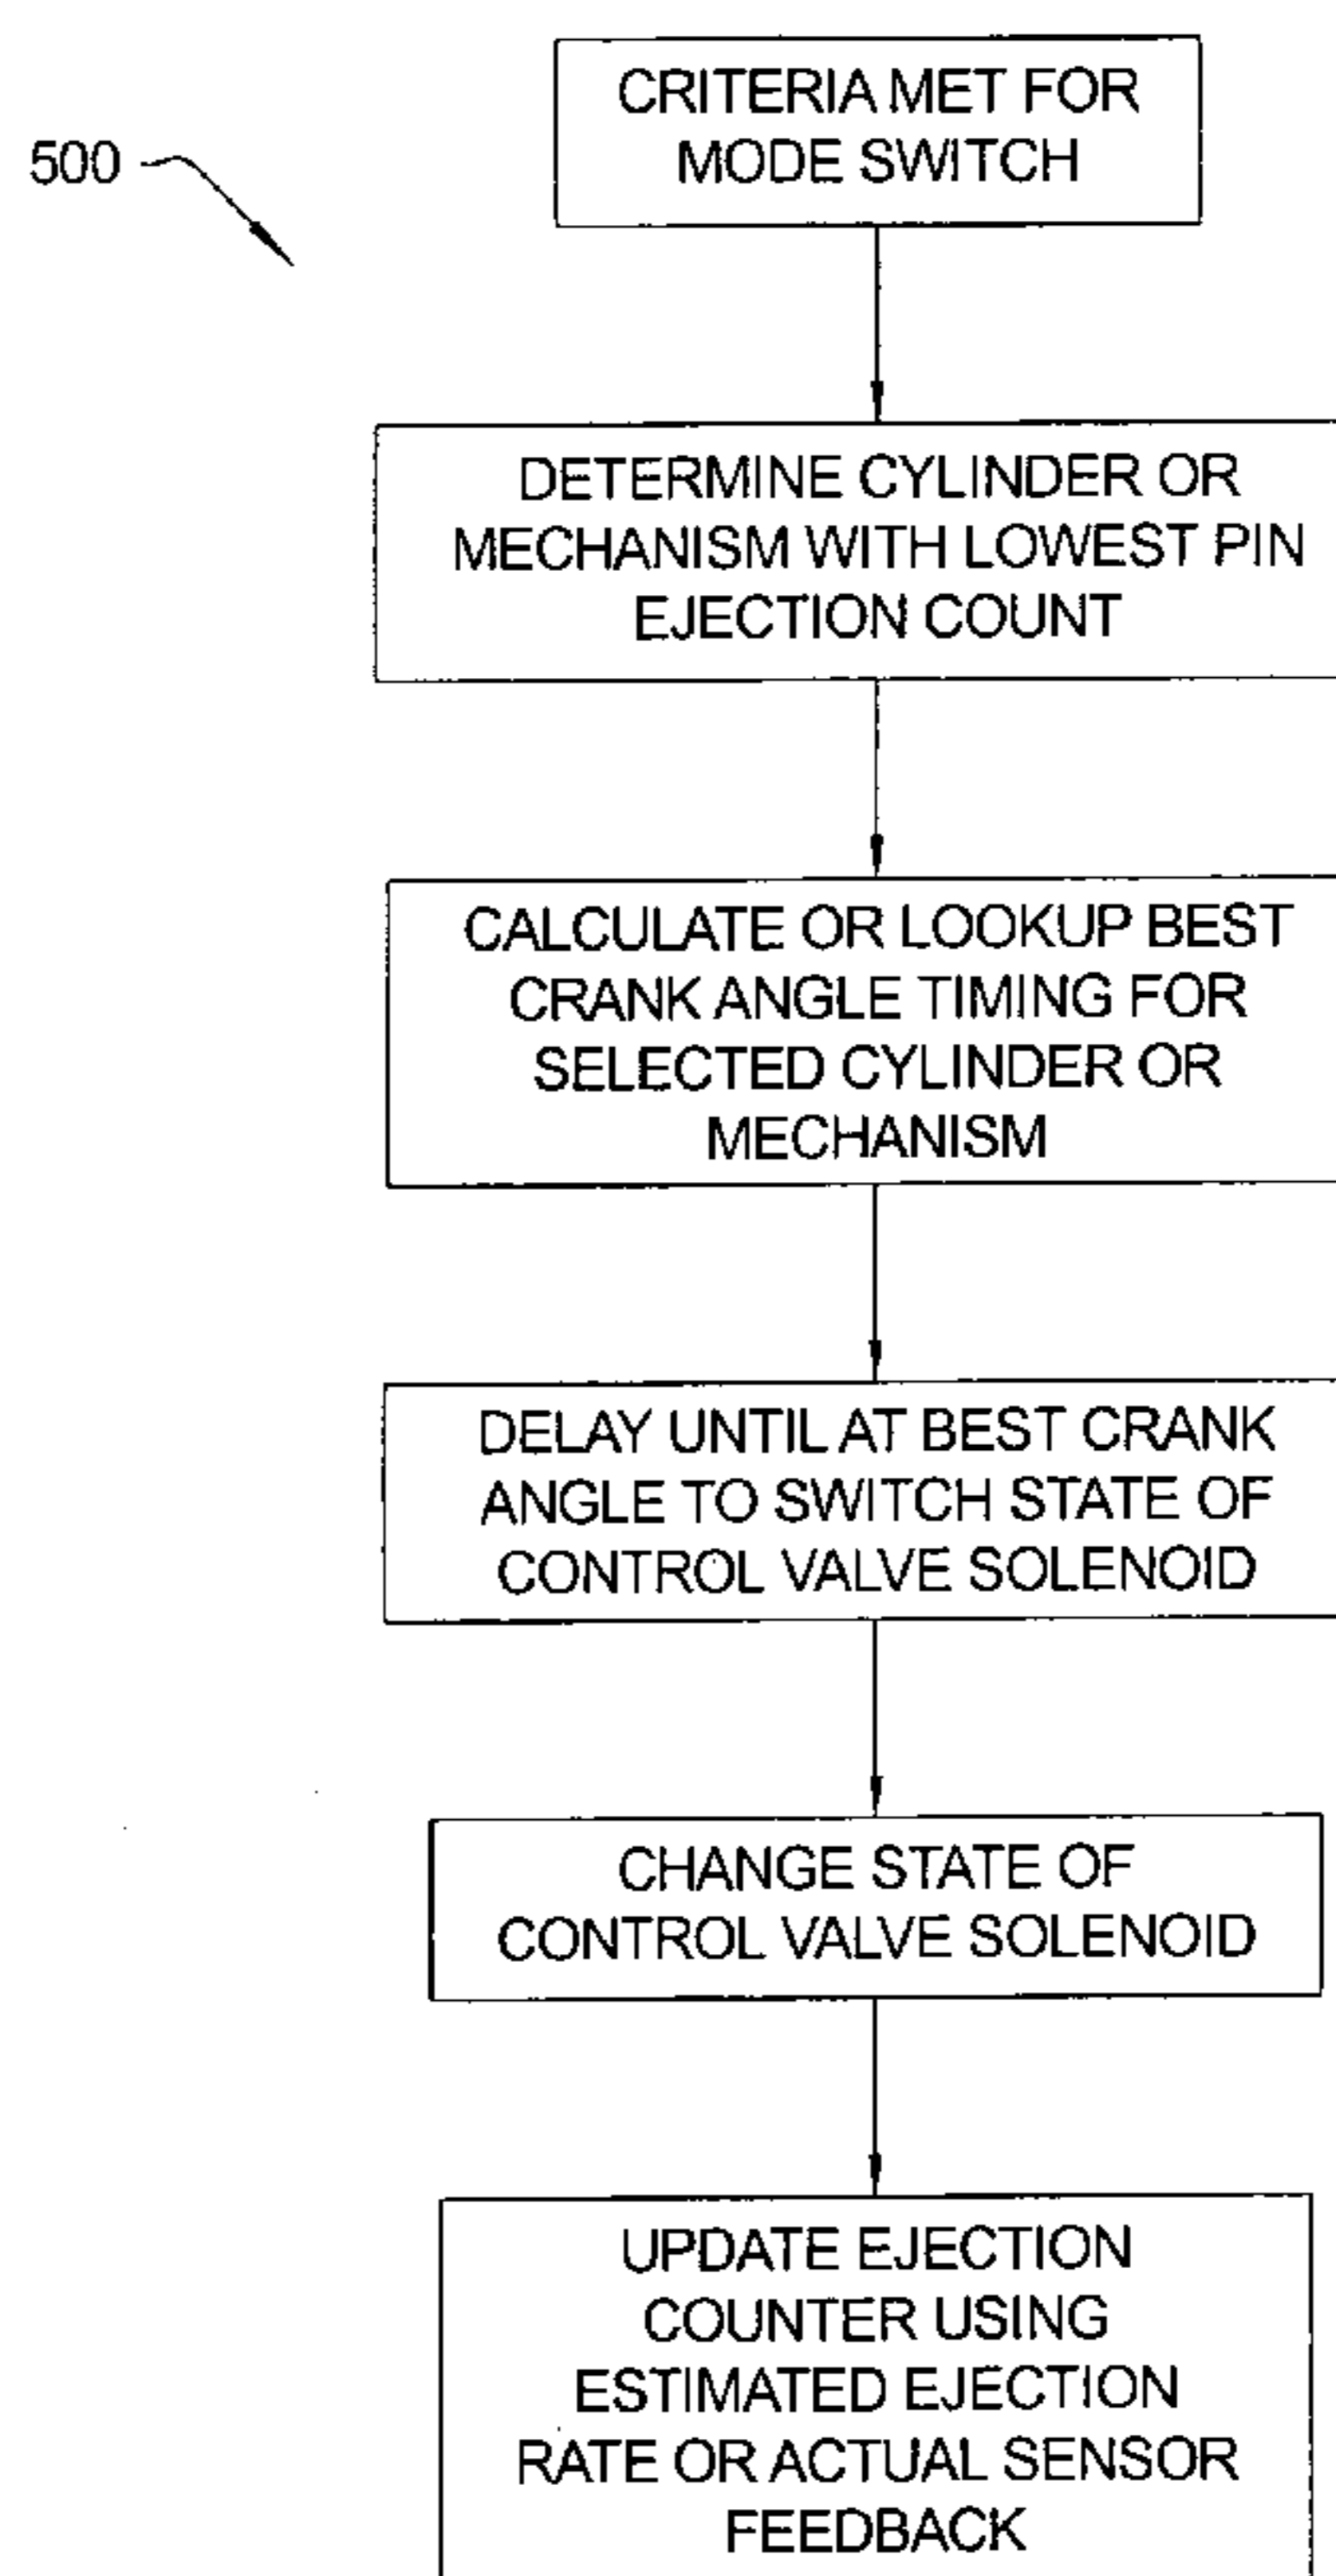 CRITERIA MET FOR
MODE SWITCH
500
DETERMINE CYLINDER OR
MECHANISM WITH LOWEST PIN
EJECTION COUNT
CALCULATE OR LOOKUP BEST
CRANK ANGLE TIMING FOR
SELECTED CYLINDER OR
MECHANISM
DELAY UNTIL AT BEST CRANK
ANGLE TO SWITCH STATE OF
CONTROL VALVE SOLENOID
CHANGE STATE OF
CONTROL VALVE SOLENOID
UPDATE EJECTION
COUNTER USING
ESTIMATED EJECTION
RATE OR ACTUAL SENSOR
FEEDBACK